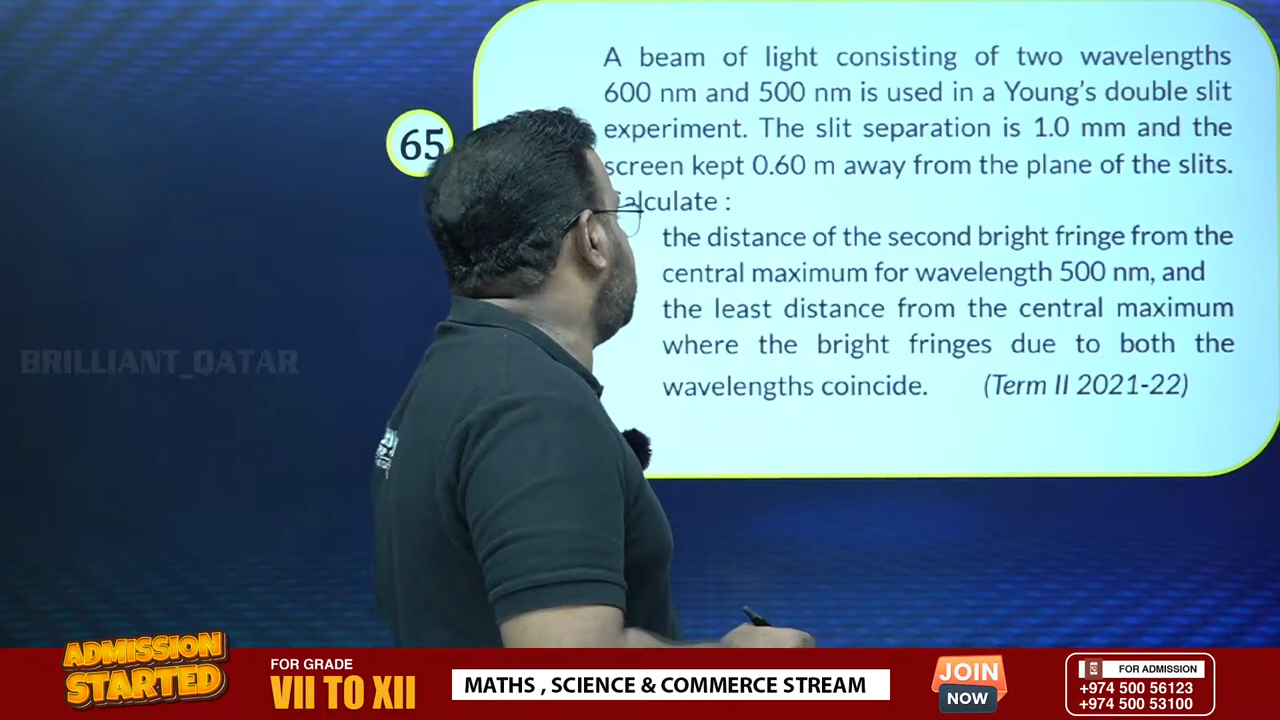 65
A beam of light consisting of two wavelengths
600 nm and 500 nm is used in a Young's double slit
experiment. The slit separation is 1.0 mm and the
screen kept 0.60 m away from the plane of the slits.
Calculate :
the distance of the second bright fringe from the
central maximum for wavelength 500 nm, and
the least distance from the central maximum
where the bright fringes due to both the
wavelengths coincide. (Term II 2021-22)
BRILLIANT_QATAR
ADMISSION
STARTED
FOR GRADE
VII TO XII
MATHS , SCIENCE & COMMERCE STREAM
JOIN
NOW
FOR ADMISSION
+974 500 56123
+974 500 53100